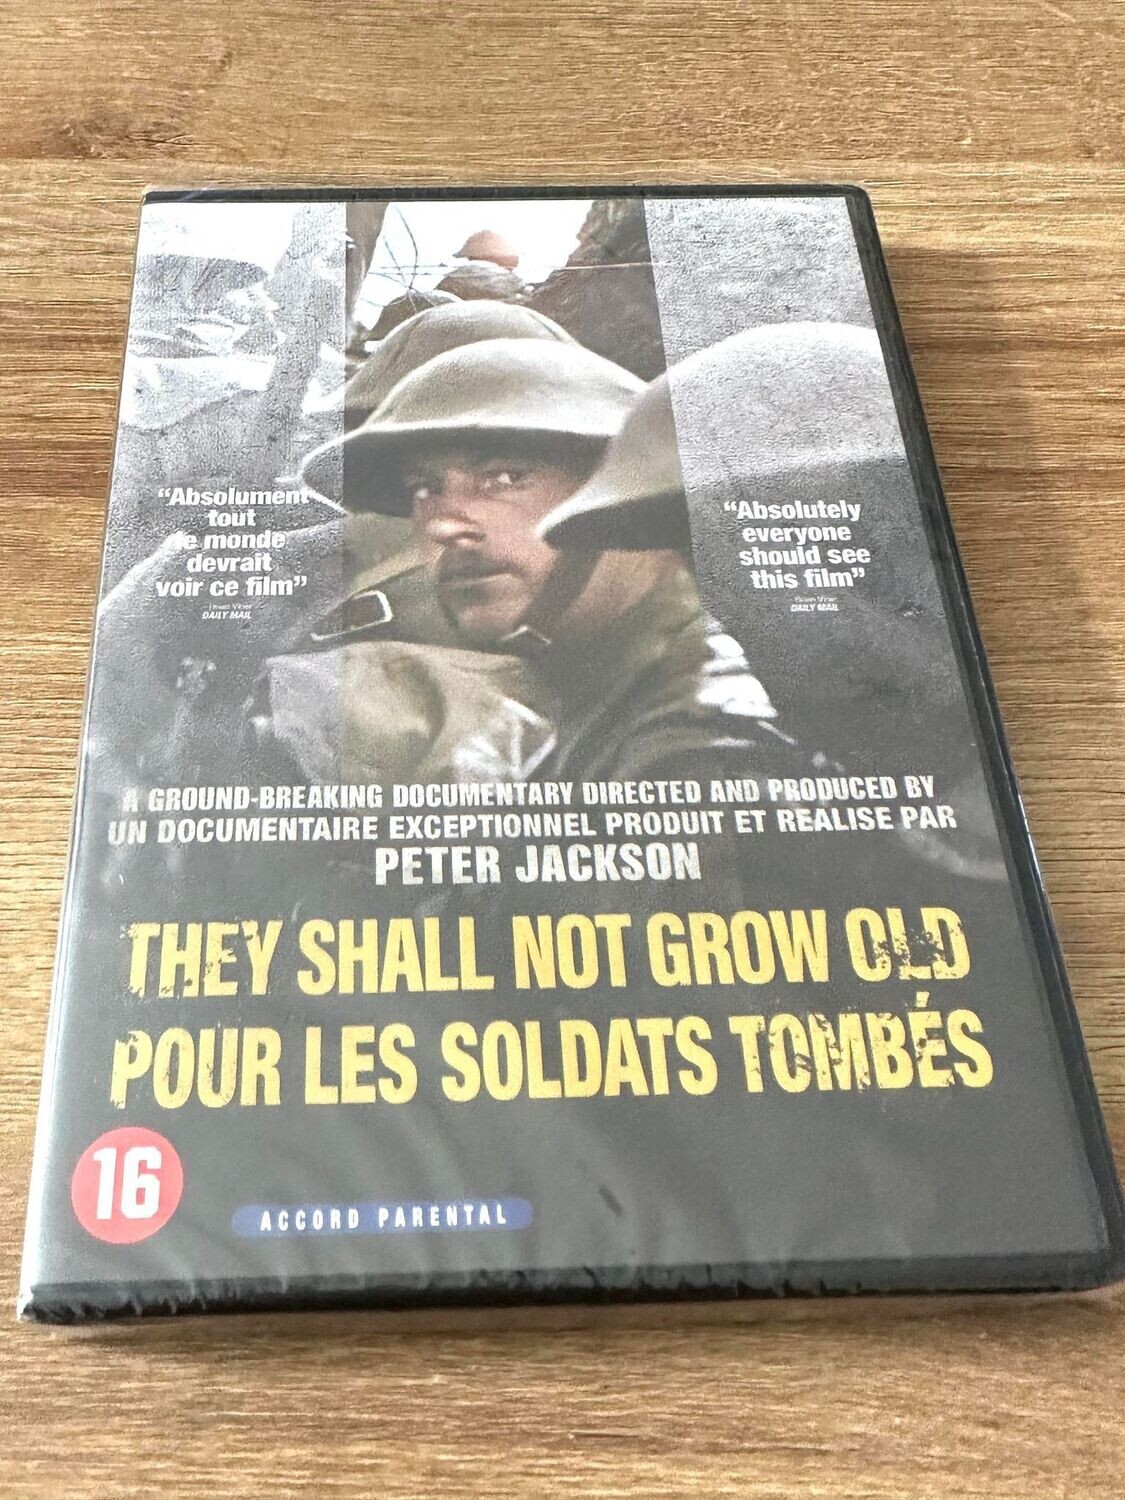 “Absolument
tout
le monde
devrait
voir ce film”
DAILY MAIL
“Absolutely
everyone
should see
this film”
DAILY MAIL
A GROUND-BREAKING DOCUMENTARY DIRECTED AND PRODUCED BY
UN DOCUMENTAIRE EXCEPTIONNEL PRODUIT ET REALISE PAR
PETER JACKSON
THEY SHALL NOT GROW OLD
POUR LES SOLDATS TOMBÉS
16
ACCORD PARENTAL